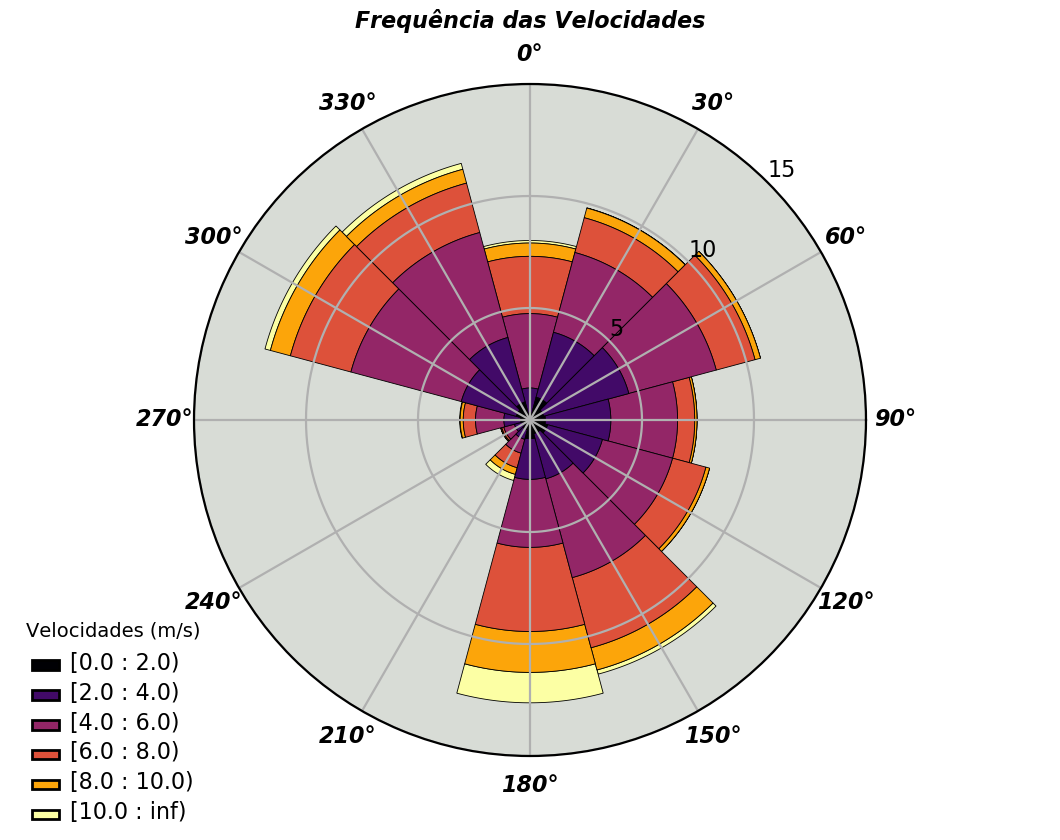 Frequência das Velocidades
0°
330°
30°
15
300°
60°
10
5
270°
90°
240°
120°
210°
150°
180°
Velocidades (m/s)
[0.0 : 2.0)
[2.0 : 4.0)
[4.0 : 6.0)
[6.0 : 8.0)
[8.0 : 10.0)
[10.0 : inf)